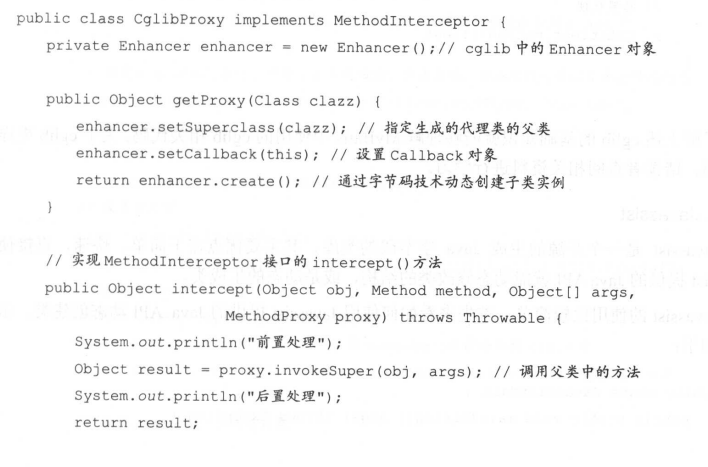 public class CglibProxy implements MethodInterceptor {
private Enhancer enhancer = new Enhancer();// cglib 中的 Enhancer 对象
public Object getProxy(Class clazz) {
enhancer.setSuperclass(clazz); // 指定生成的代理类的父类
enhancer.setCallback(this); // 设置 Callback 对象
return enhancer.create(); // 通过字节码技术动态创建子类实例
}
// 实现 MethodInterceptor 接口的 intercept()方法
public Object intercept(Object obj, Method method, Object[] args,
MethodProxy proxy) throws Throwable {
System.out.println("前置处理");
Object result = proxy.invokeSuper(obj, args); // 调用父类中的方法
System.out.println("后置处理");
return result;